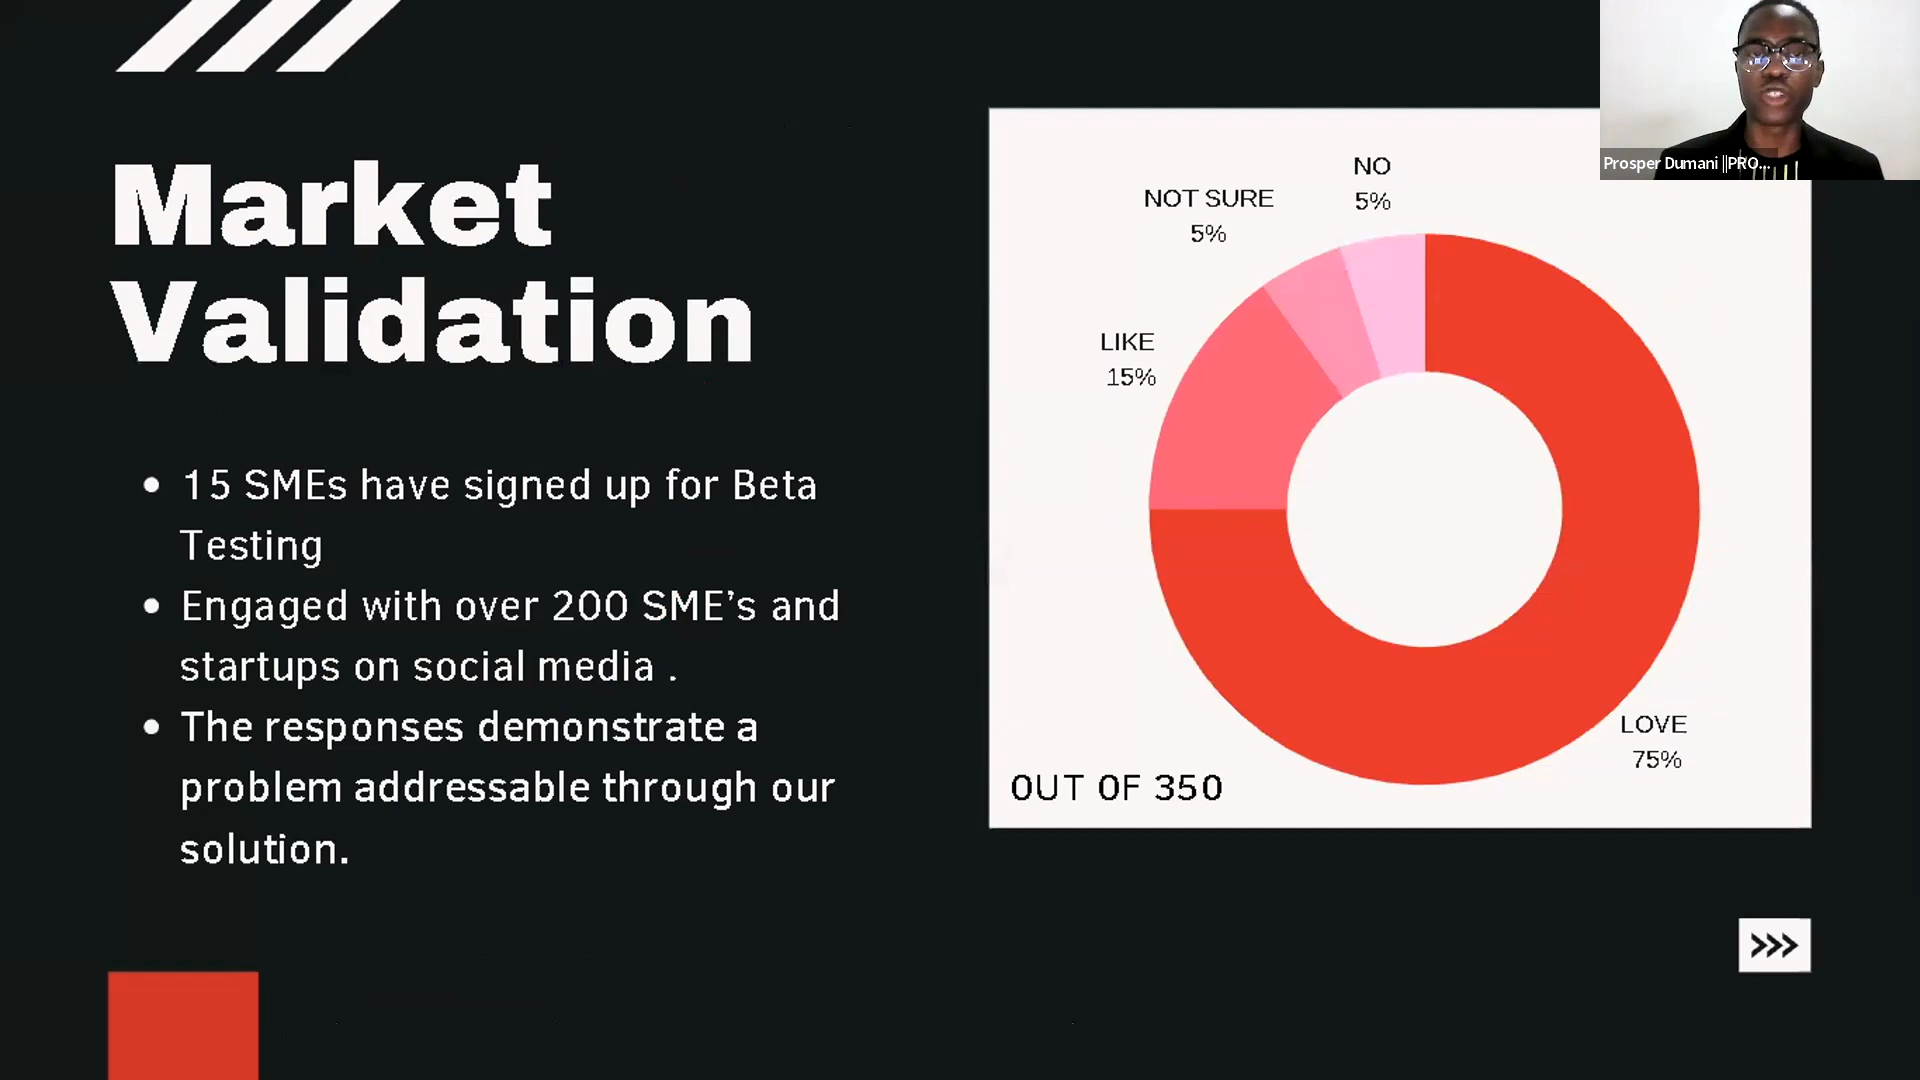 Market
Validation
• 15 SMEs have signed up for Beta
Testing
• Engaged with over 200 SME's and
startups on social media .
• The responses demonstrate a
problem addressable through our
solution.
NO
5%
NOT SURE
5%
LIKE
15%
LOVE
75%
OUT OF 350
>>>
Prosper Dumani ||PRO...